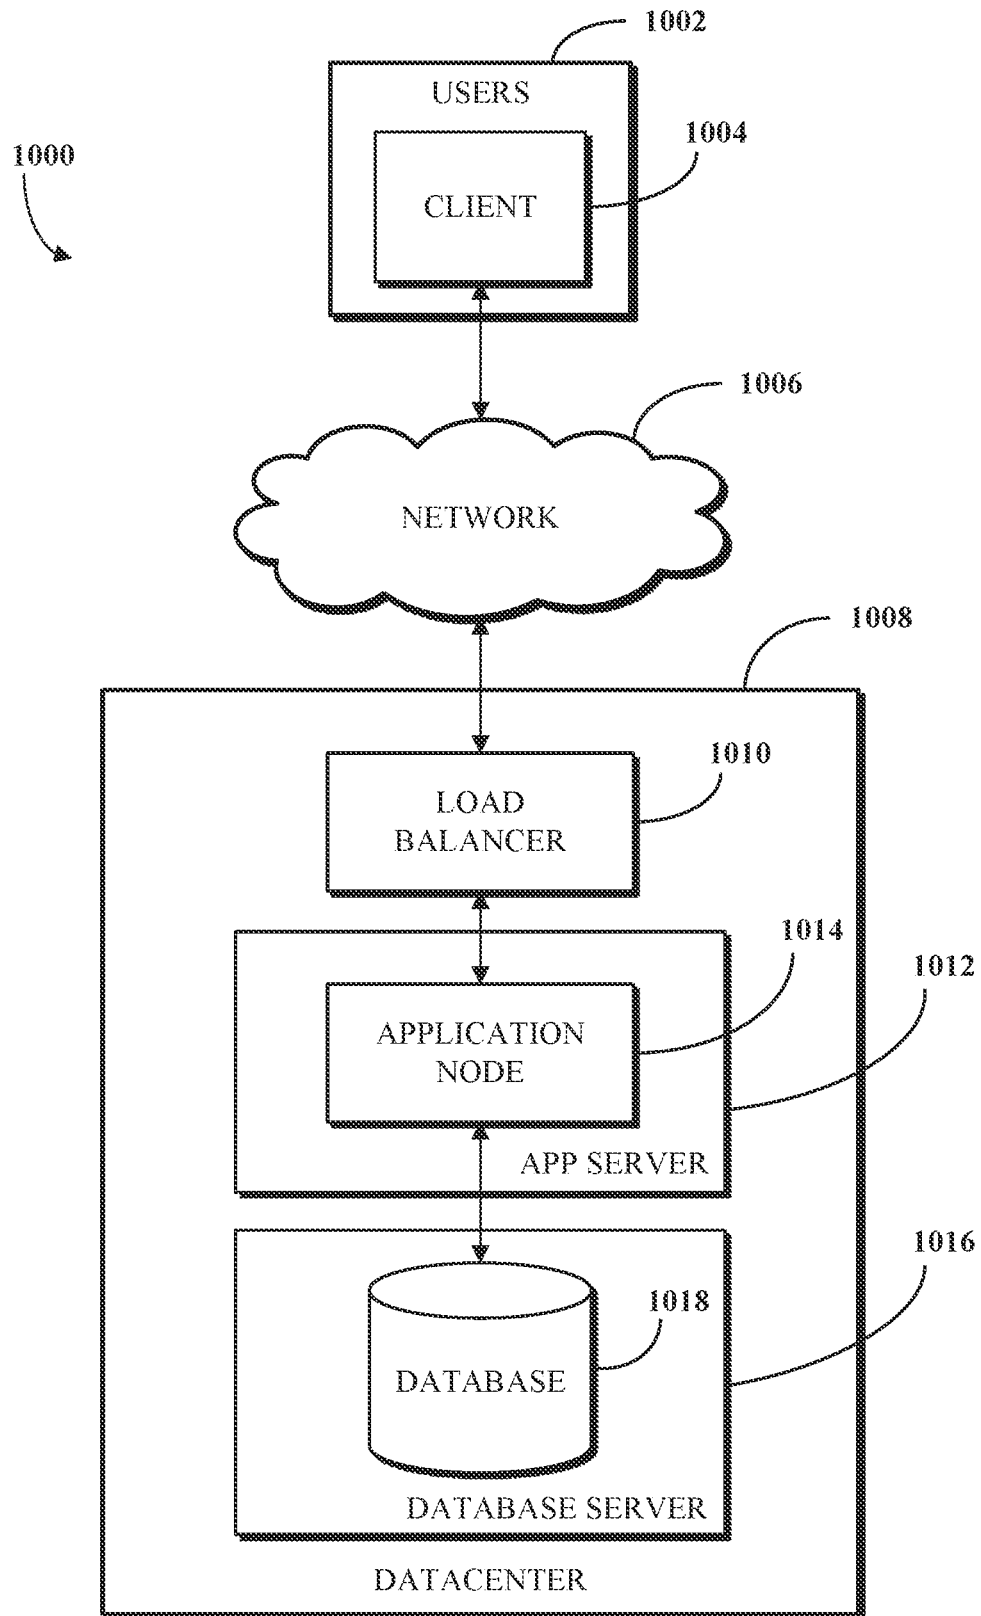 1002
USERS
1004
1000
CLIENT
1006
NETWORK
1008
1010
LOAD
BALANCER
1014
1012
APPLICATION
NODE
APP SERVER
1016
1018
DATABASE
DATABASE SERVER
DATACENTER